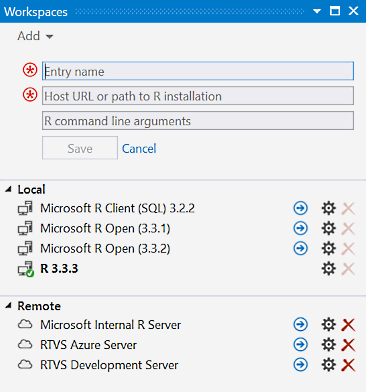 Workspaces
Add
Entry name
Host URL or path to R installation
R command line arguments
Save Cancel
Local
Microsoft R Client (SQL) 3.2.2
Microsoft R Open (3.3.1)
Microsoft R Open (3.3.2)
R 3.3.3
Remote
Microsoft Internal R Server
RTVS Azure Server
RTVS Development Server